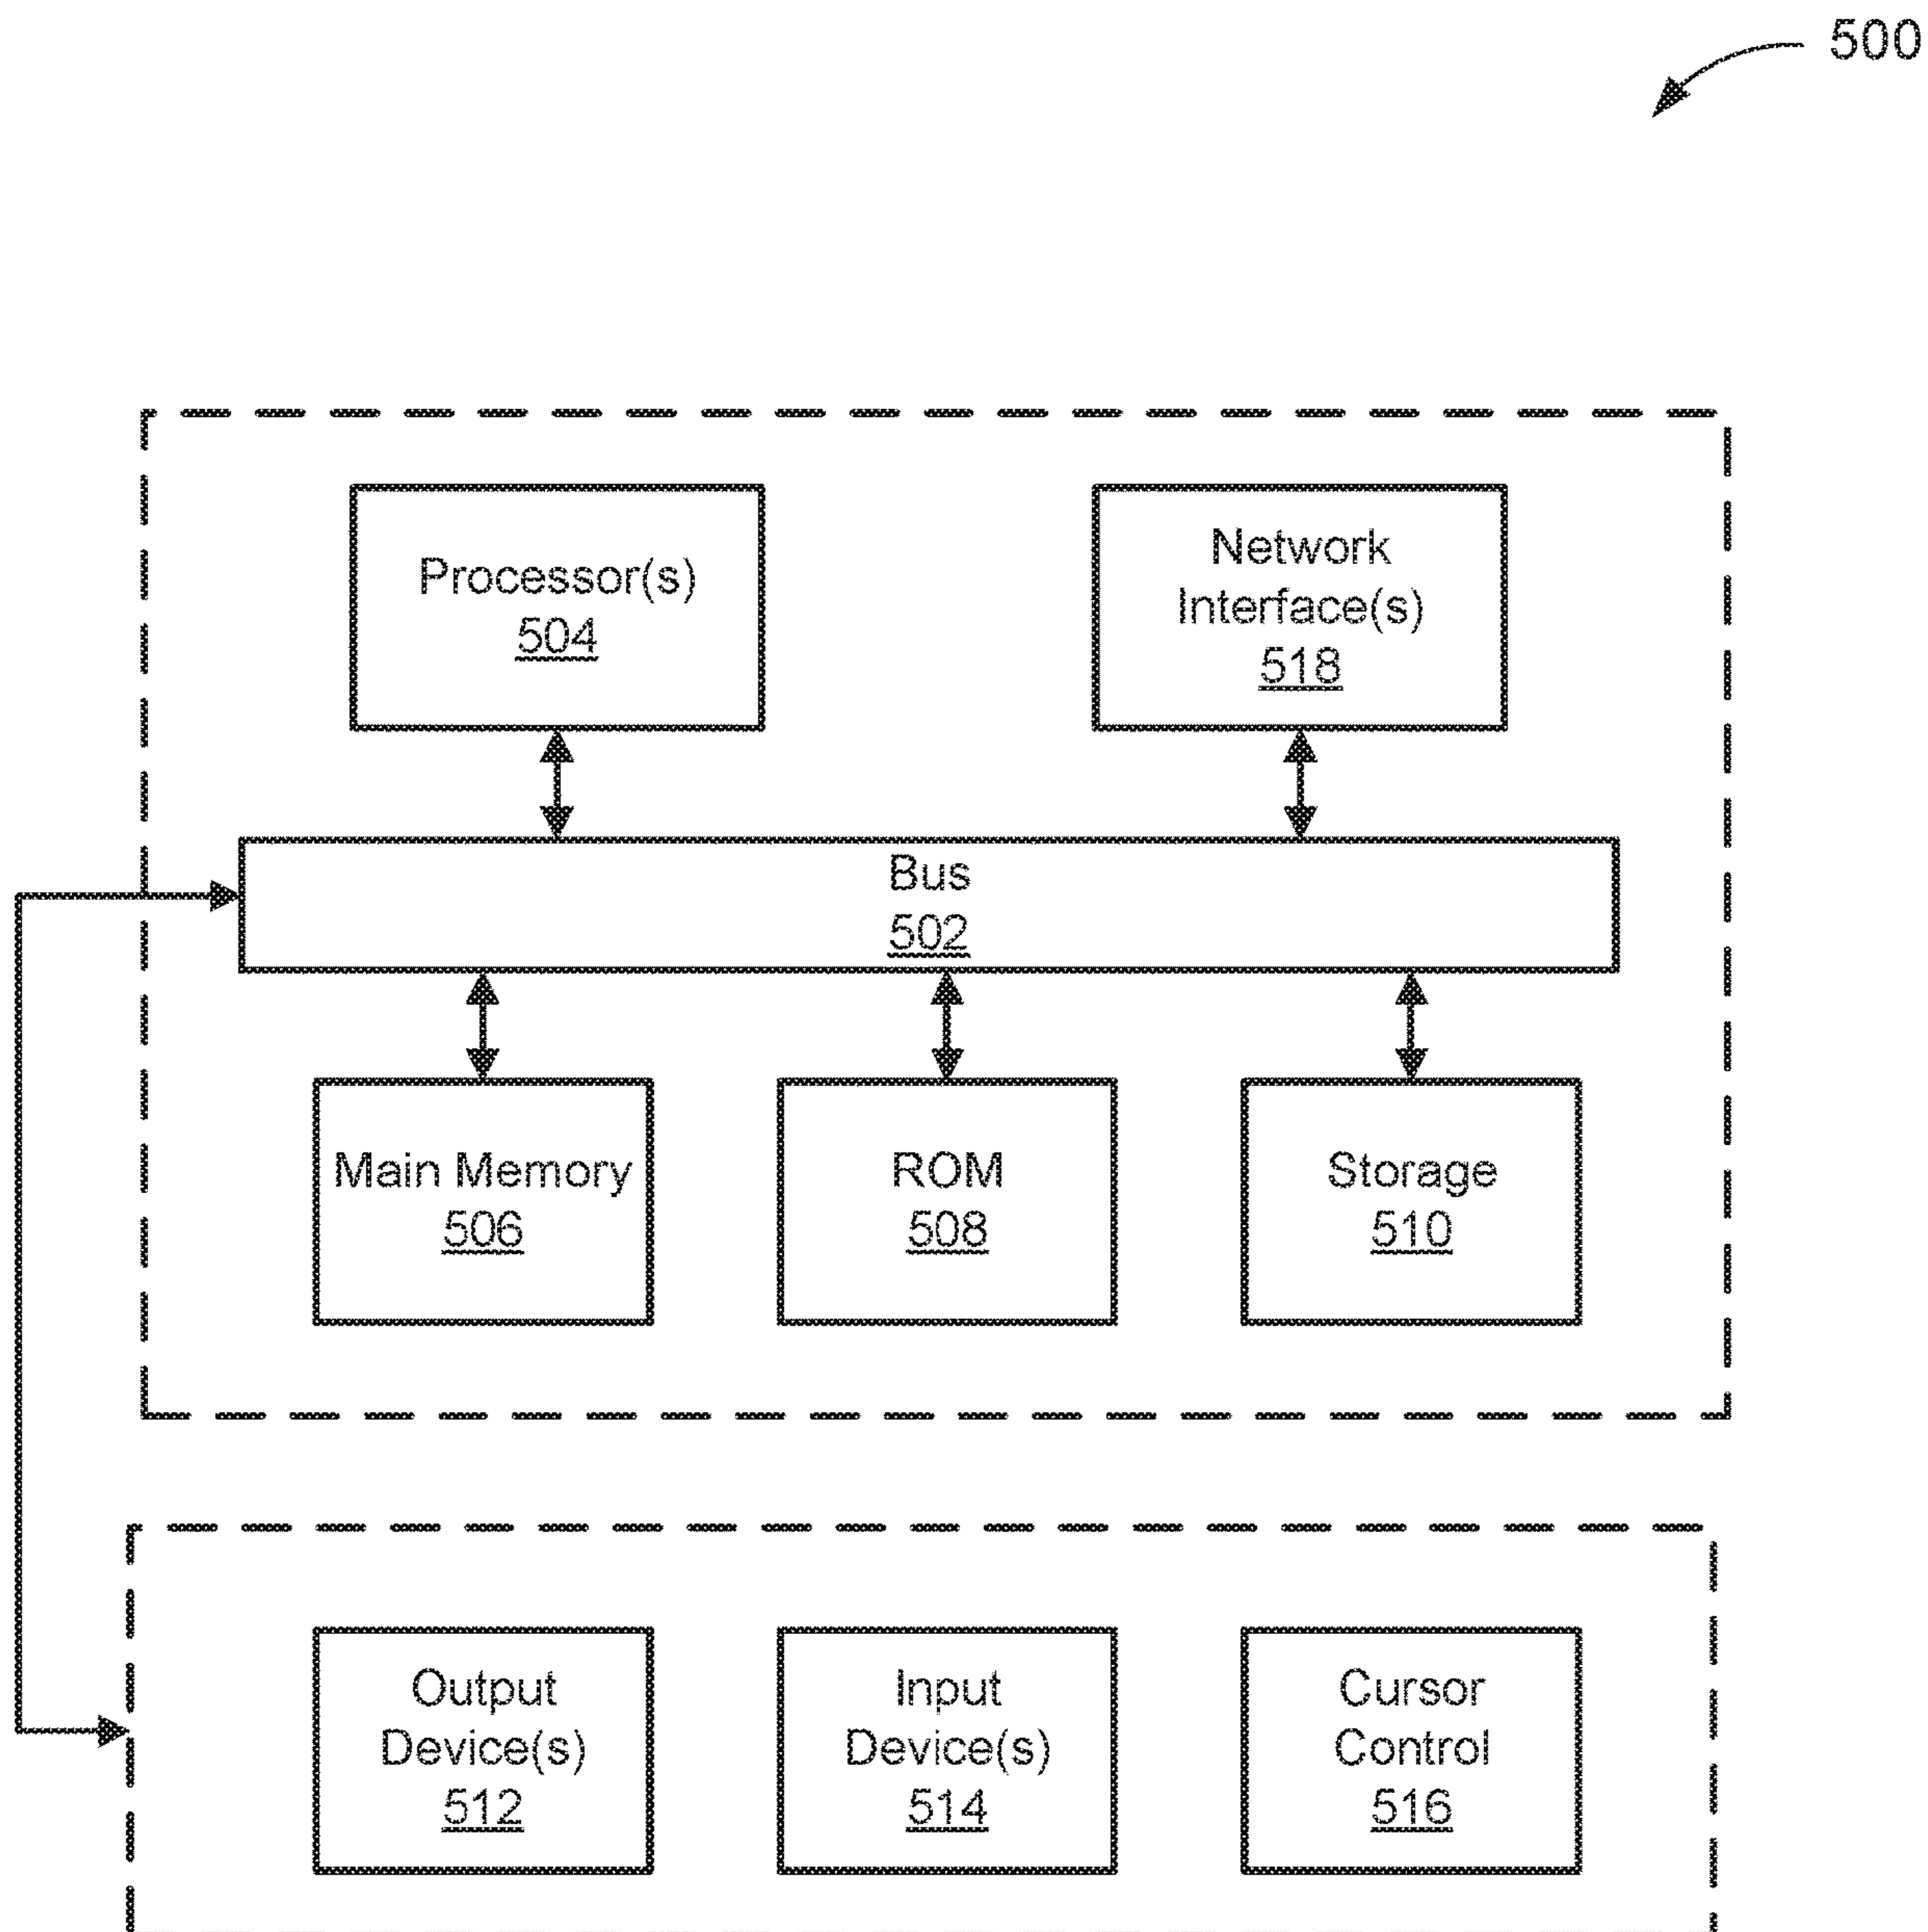 500
Processor(s)
504
Network
Interface(s)
518
Bus
502
Main Memory
506
ROM
508
Storage
510
Output
Device(s)
512
Input
Device(s)
514
Cursor
Control
516